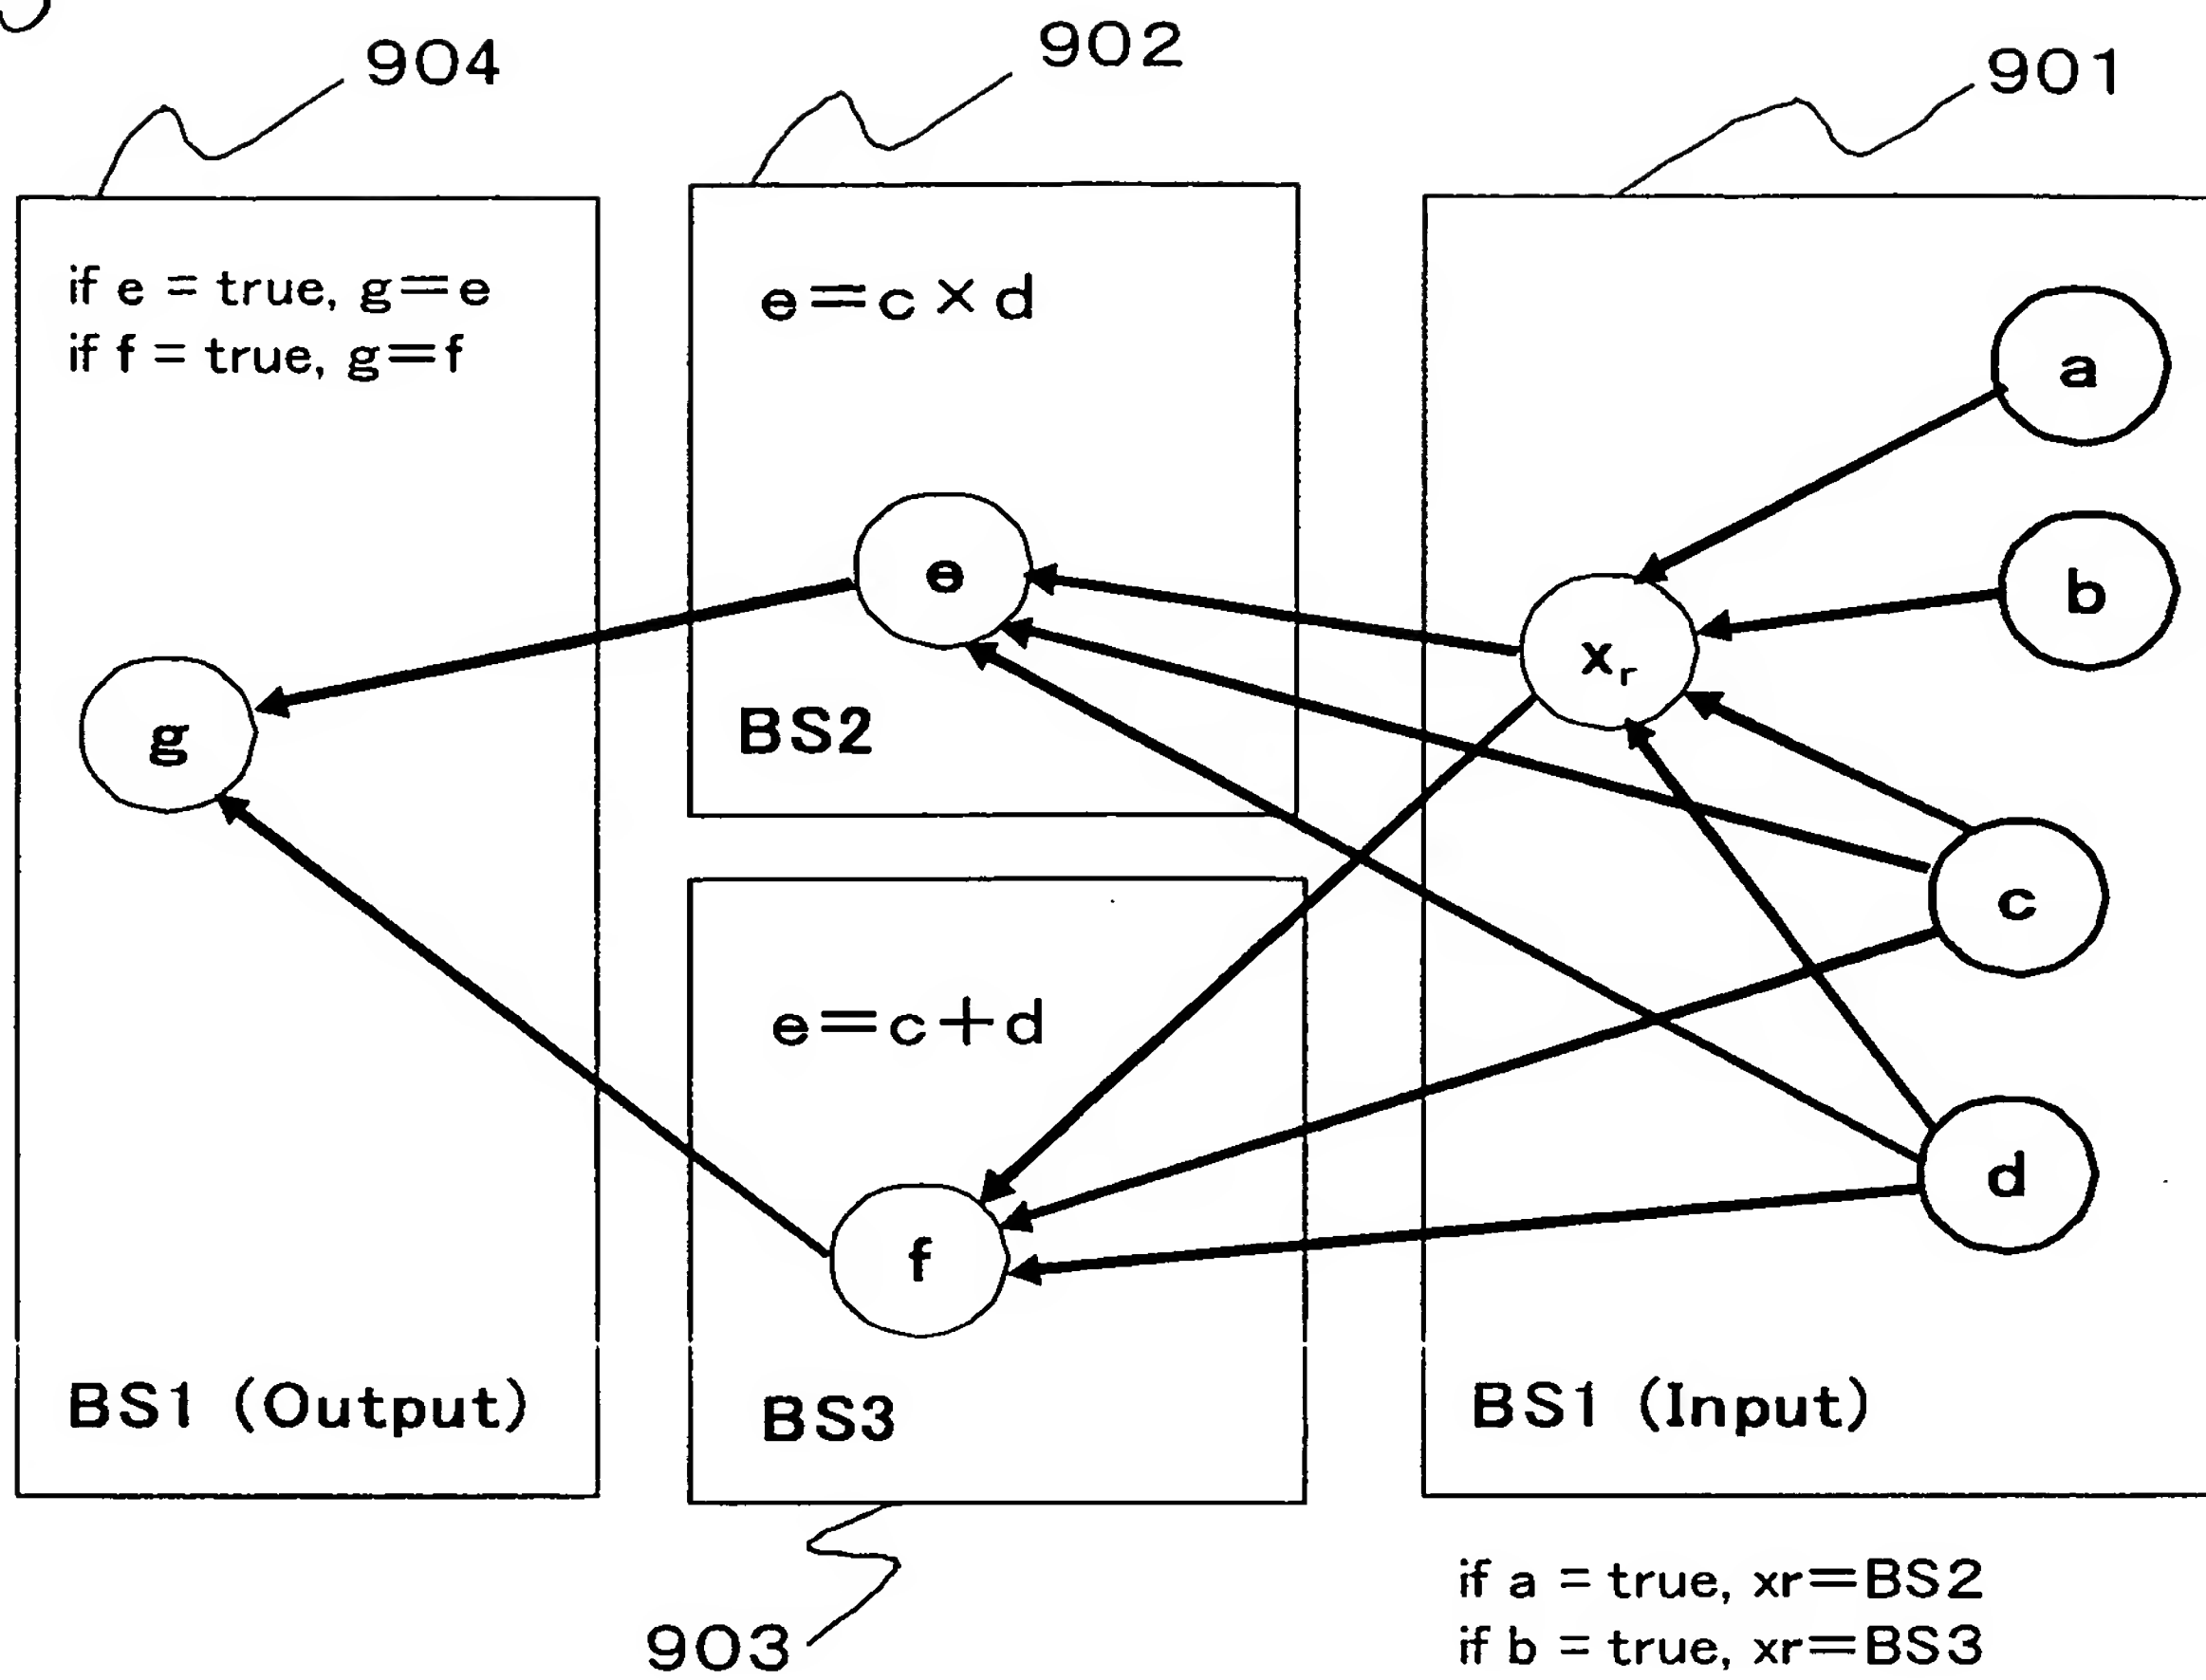 904
902
901
if e = true, g=e
if f = true, g=f
e=c×d
a
e
b
xr
g
BS2
c
e=c+d
d
f
BS1 (Output)
BS3
BS1 (Input)
if a = true, xr=BS2
if b = true, xr=BS3
903